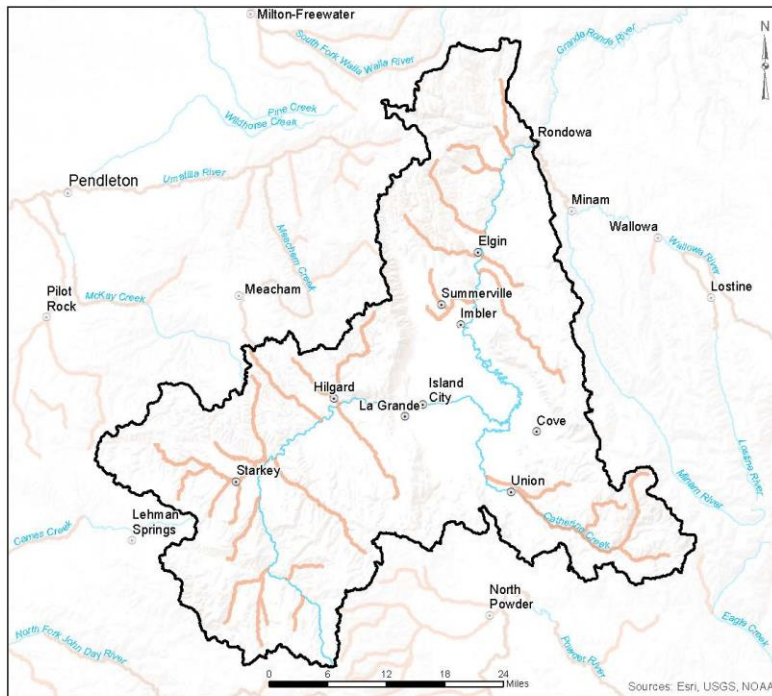 Milton-Freewater
N
South Fork Walla Walla River
Grande Ronde River
Pine Creek
Wildhorse Creek
Rondowa
Umatilla River
Pendleton
Minam
Wallowa
Wallowa River
Elgin
Meacham Creek
Lostine
Pilot
Rock
McKay Creek
Meacham
Summerville
Imbler
Hilgard
Island
City
La Grande
Cove
Starkey
Union
Lostine River
Minam River
Lehman
Springs
Camas Creek
Catherine Creek
North
Powder
Eagle Creek
North Fork John Day River
Powder River
0 6 12 18 24
Miles
Sources: Esri, USGS, NOAA